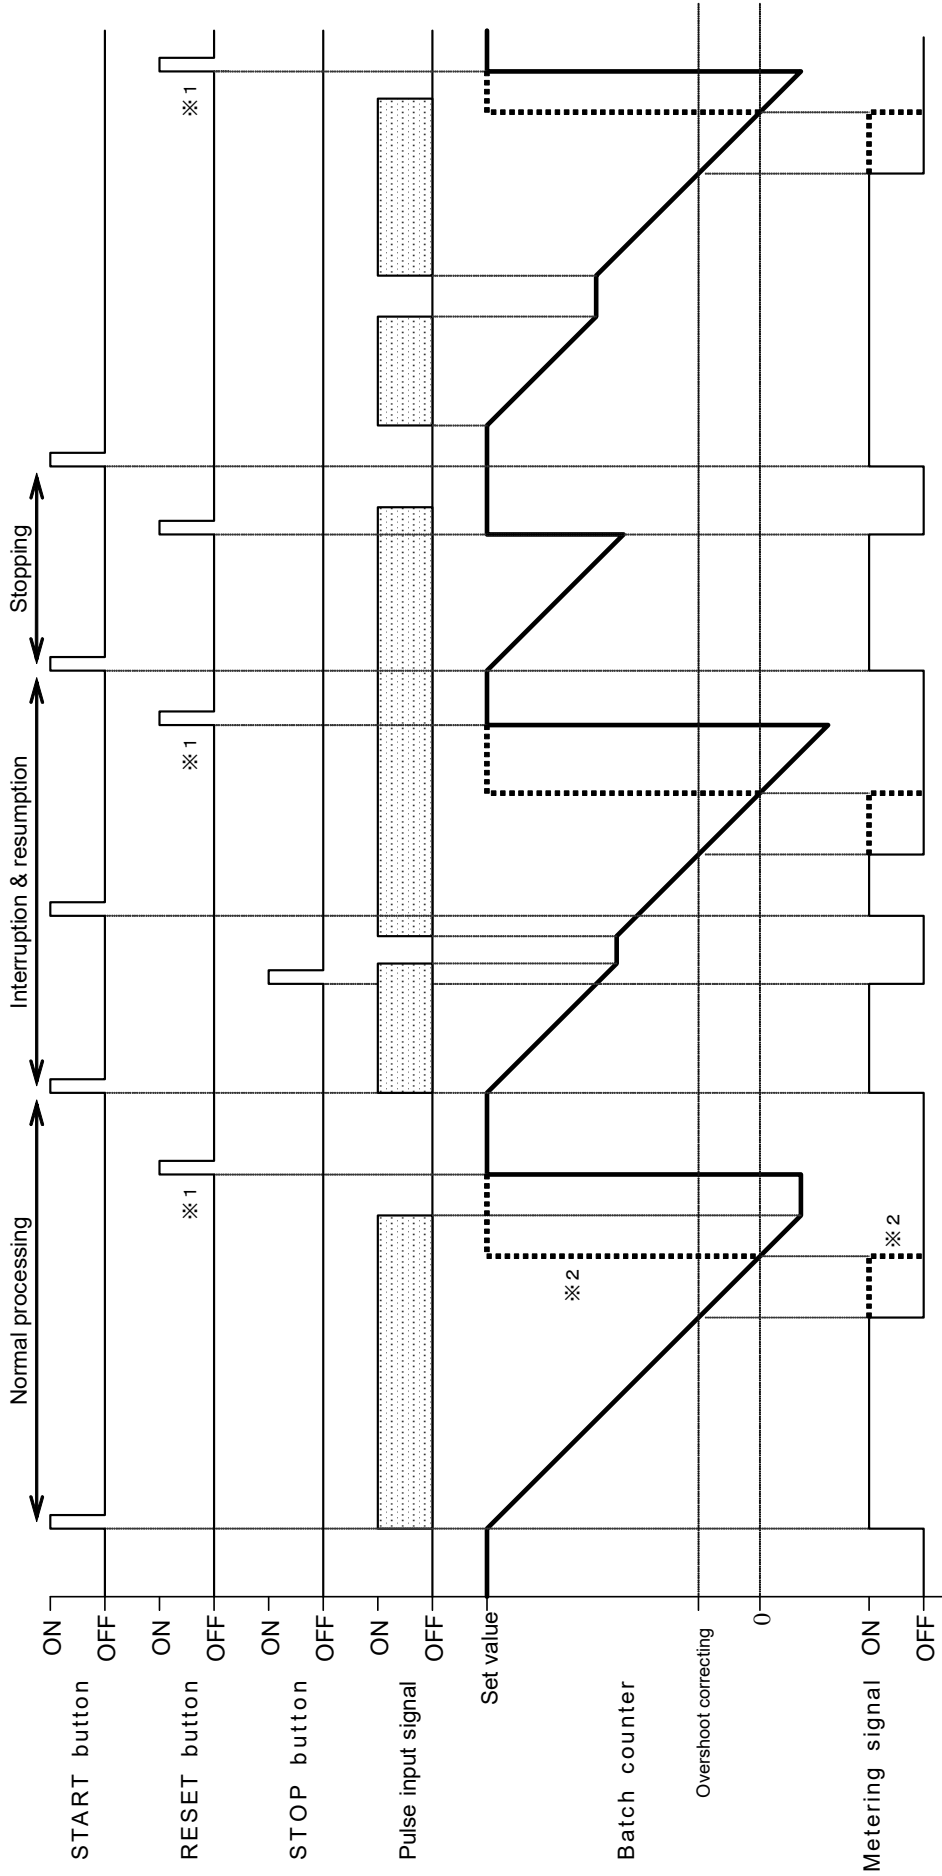 Normal processing
Interruption & resumption
Stopping
START button
ON
OFF
RESET button
ON
OFF
※1
※1
※1
STOP button
ON
OFF
Pulse input signal
ON
OFF
Set value
Batch counter
※2
Overshoot correcting
0
Metering signal
ON
OFF
※2